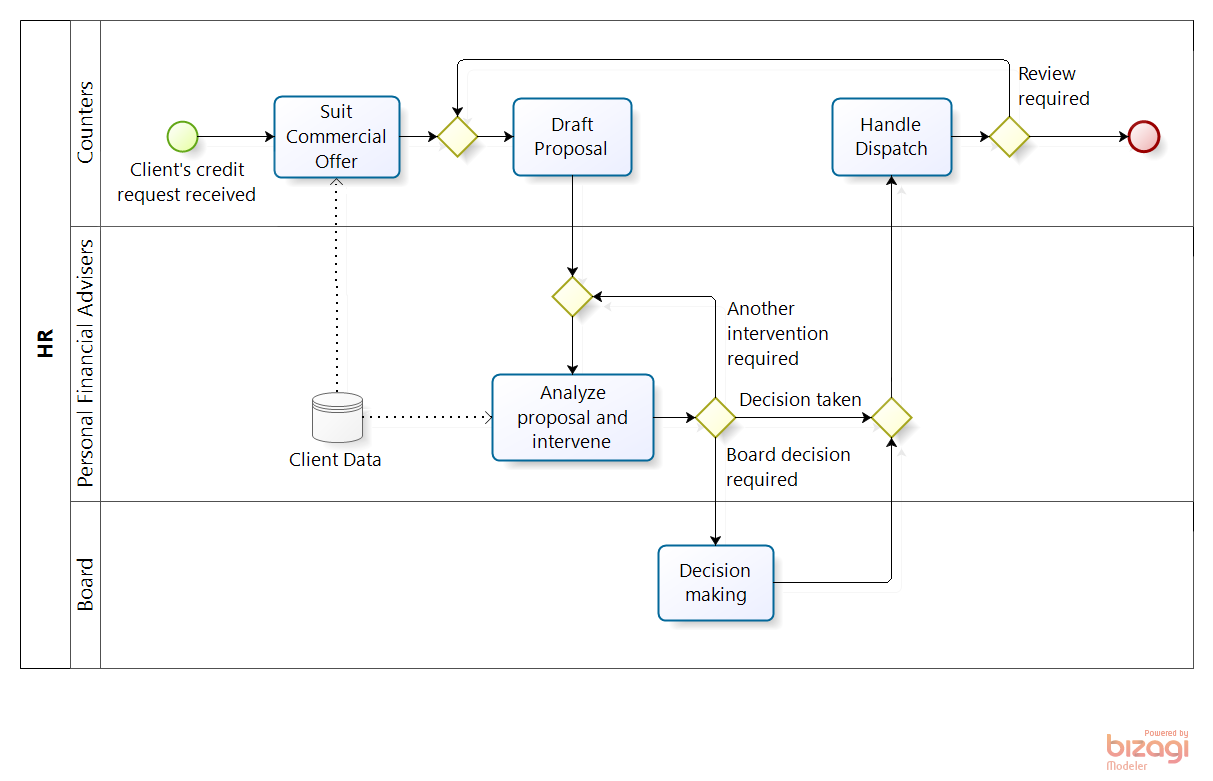 HR
Counters
Client's credit
request received
Suit
Commercial
Offer
Draft
Proposal
Handle
Dispatch
Review
required
Personal Financial Advisers
Client Data
Analyze
proposal and
intervene
Another
intervention
required
Decision taken
Board decision
required
Board
Decision
making
Powered by
bizagi
Modeler